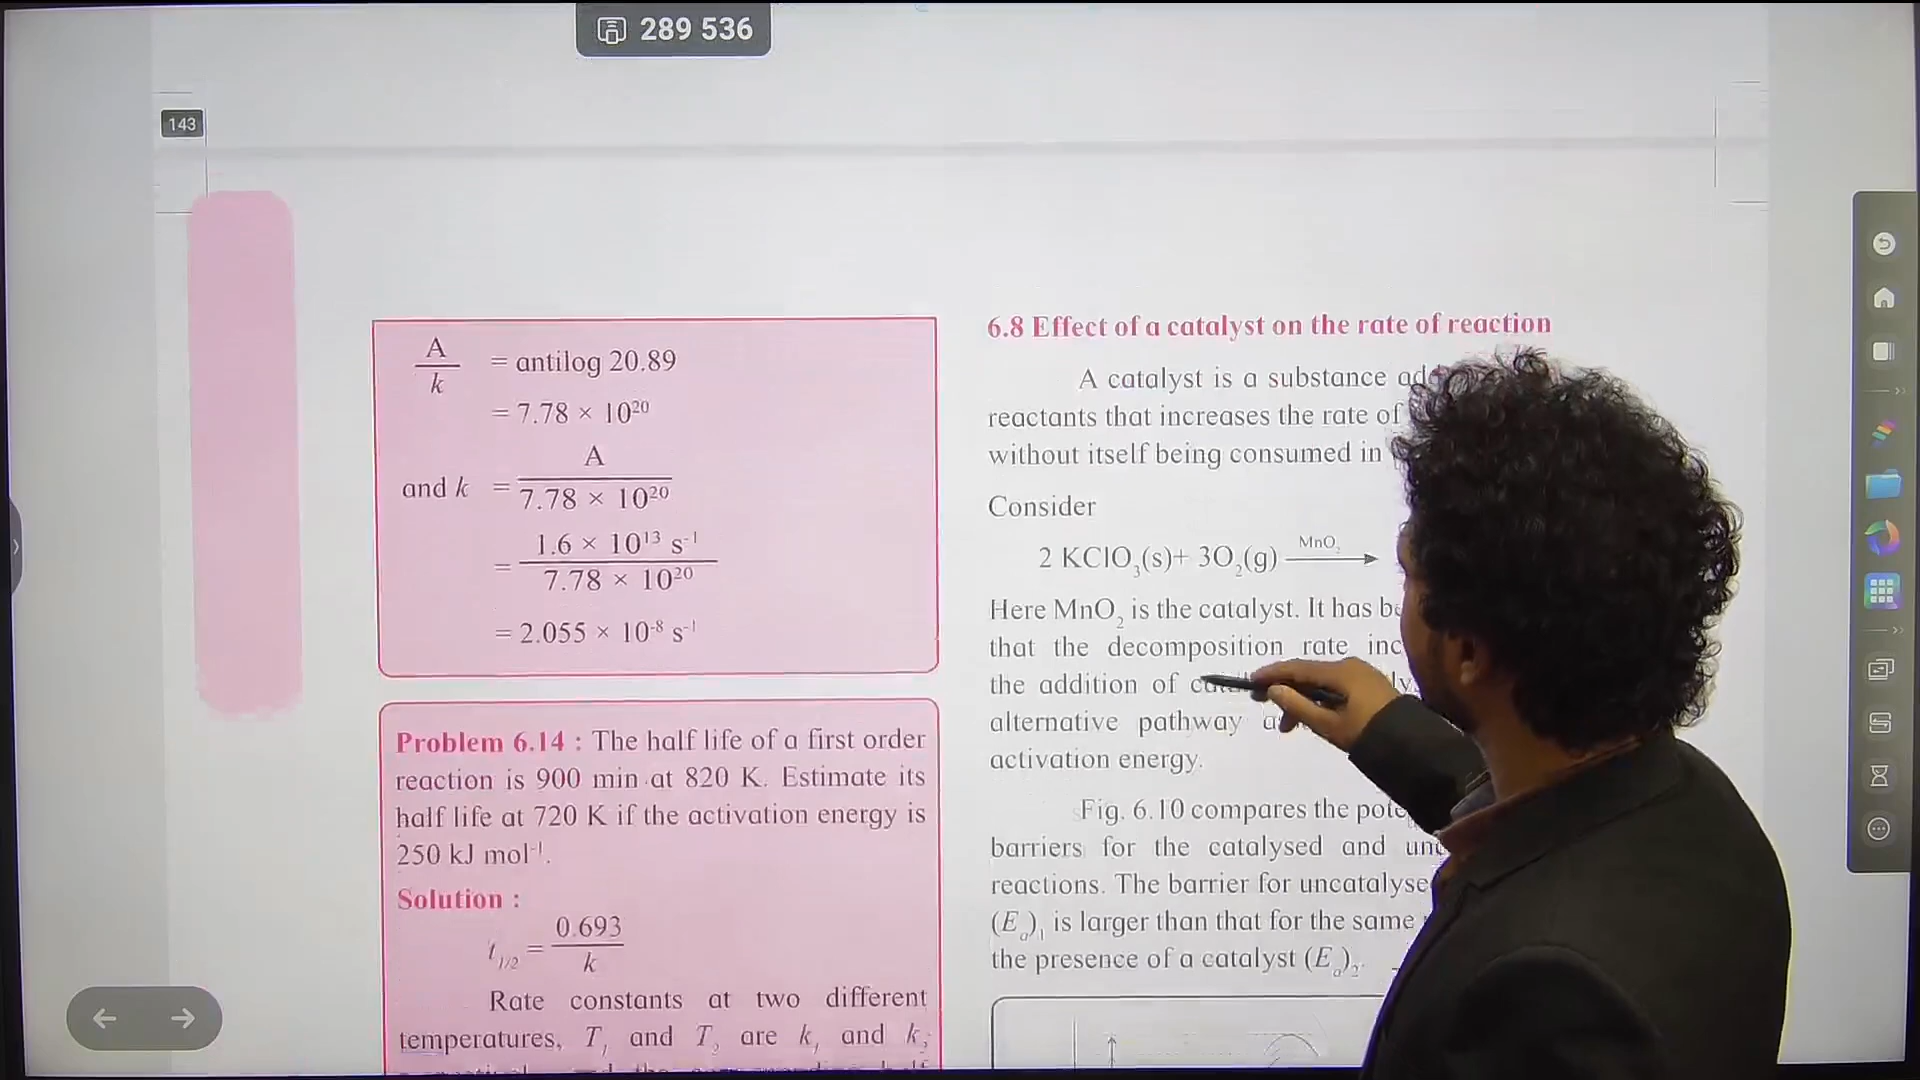 289 536
143
A
k
= antilog 20.89
= 7.78 × 10²⁰
and k = A
7.78 × 10²⁰
= 1.6 × 10¹³ s⁻¹
7.78 × 10²⁰
= 2.055 × 10⁻⁸ s⁻¹
Problem 6.14 : The half life of a first order
reaction is 900 min at 820 K. Estimate its
half life at 720 K if the activation energy is
250 kJ mol⁻¹.
Solution :
t₁/₂ = 0.693
k
Rate constants at two different
temperatures, T₁ and T₂ are k₁ and k₂
6.8 Effect of a catalyst on the rate of reaction
A catalyst is a substance
reactants that increases the rate of
without itself being consumed in
Consider
2 KClO₃(s)+ 3O₂(g) MnO₂ →
Here MnO₂ is the catalyst. It has
that the decomposition rate
the addition of
alternative pathway
activation energy.
Fig. 6.10 compares the
barriers for the catalysed and
reactions. The barrier for
(Eₐ)₁ is larger than that for the same
the presence of a catalyst (Eₐ)₂.